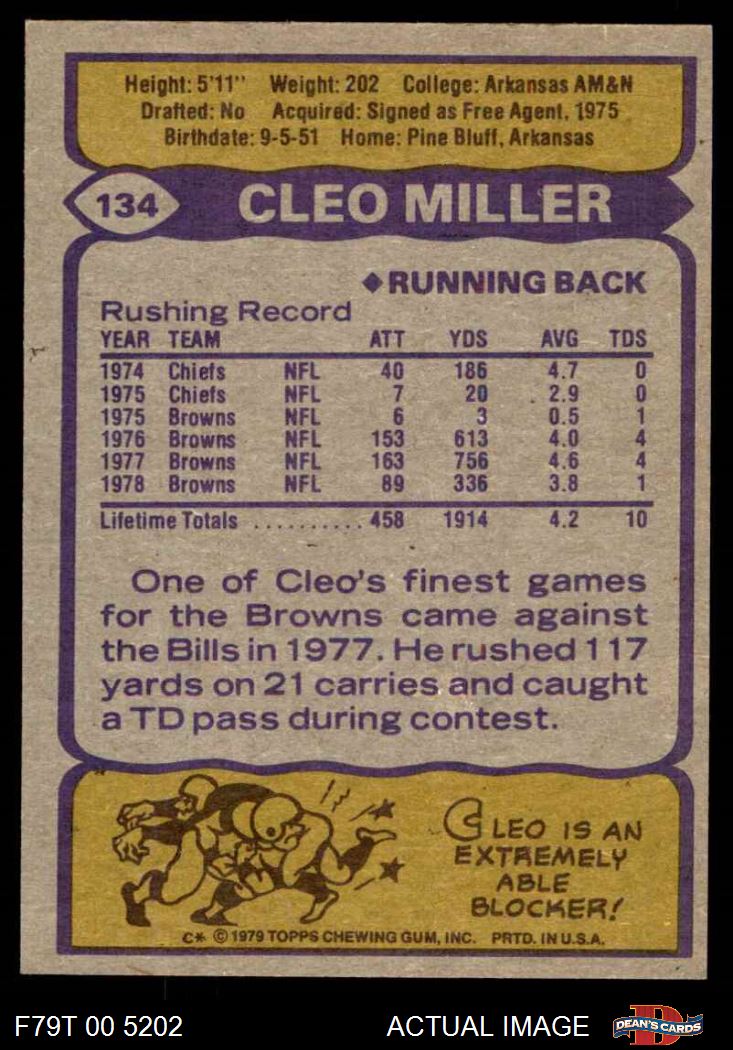 Height: 5'11" Weight: 202 College: Arkansas AM&N
Drafted: No Acquired: Signed as Free Agent, 1975
Birthdate: 9-5-51 Home: Pine Bluff, Arkansas
134 CLEO MILLER
◆RUNNING BACK
Rushing Record
YEAR TEAM ATT YDS AVG TDS
1974 Chiefs NFL 40 186 4.7 0
1975 Chiefs NFL 7 20 2.9 0
1975 Browns NFL 6 3 0.5 1
1976 Browns NFL 153 613 4.0 4
1977 Browns NFL 163 756 4.6 4
1978 Browns NFL 89 336 3.8 1
Lifetime Totals .......... 458 1914 4.2 10
One of Cleo's finest games
for the Browns came against
the Bills in 1977. He rushed 117
yards on 21 carries and caught
a TD pass during contest.
CLEO IS AN
EXTREMELY
ABLE
BLOCKER!
C* © 1979 TOPPS CHEWING GUM, INC. PRTD. IN U.S.A.
F79T 00 5202 ACTUAL IMAGE D DEAN'S CARDS